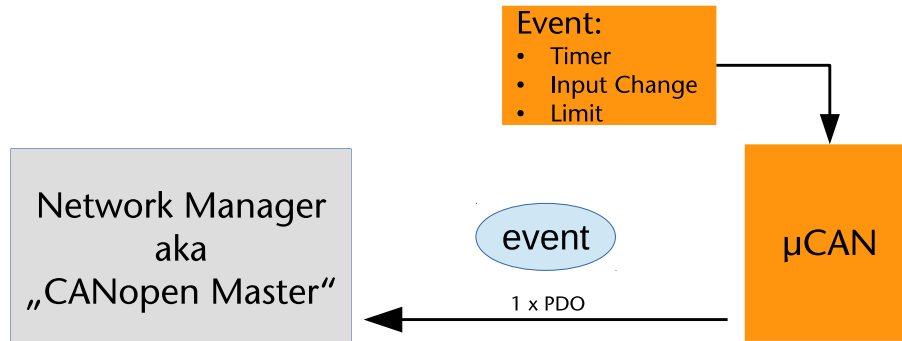 Event:
• Timer
• Input Change
• Limit
Network Manager
aka
„CANopen Master“
event
µCAN
1 x PDO